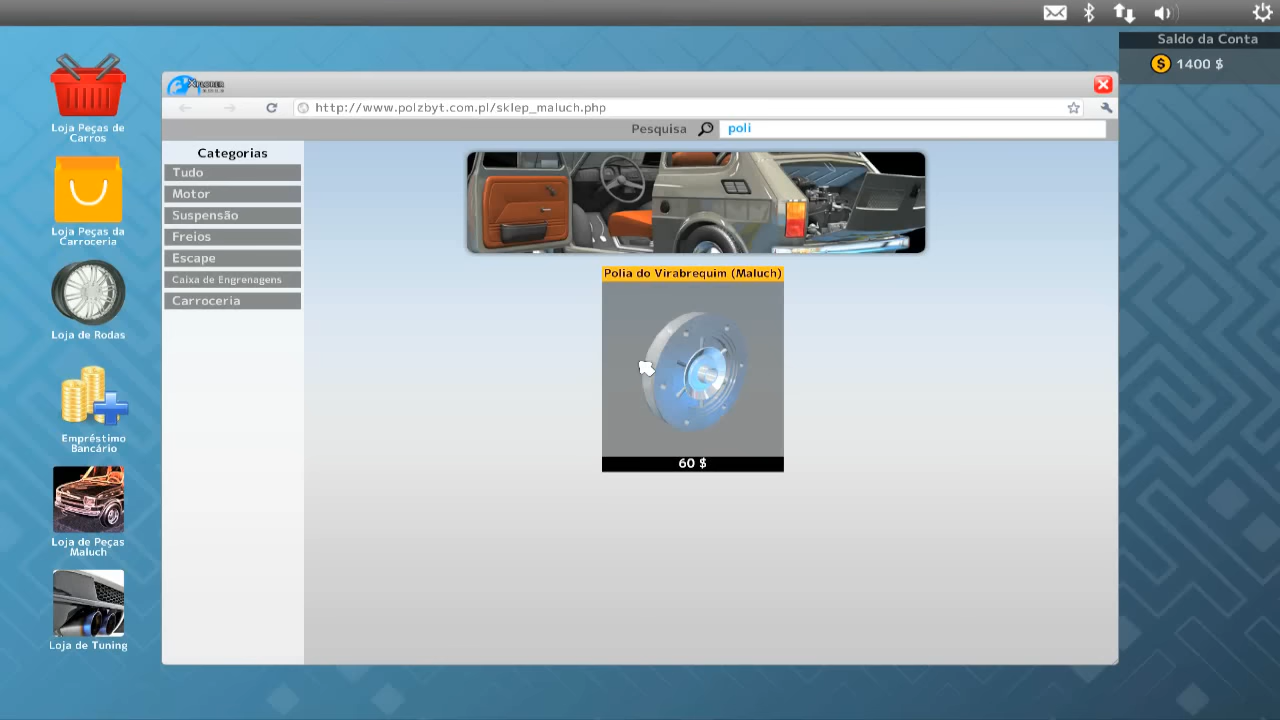 Saldo da Conta
$ 1400 $
Loja Peças de
Carros
Loja Peças da
Carroceria
Loja de Rodas
Empréstimo
Bancário
Loja de Peças
Maluch
Loja de Tuning
http://www.polzbyt.com.pl/sklep_maluch.php
Pesquisa poli
Categorias
Tudo
Motor
Suspensão
Freios
Escape
Caixa de Engrenagens
Carroceria
Polia do Virabrequim (Maluch)
60 $